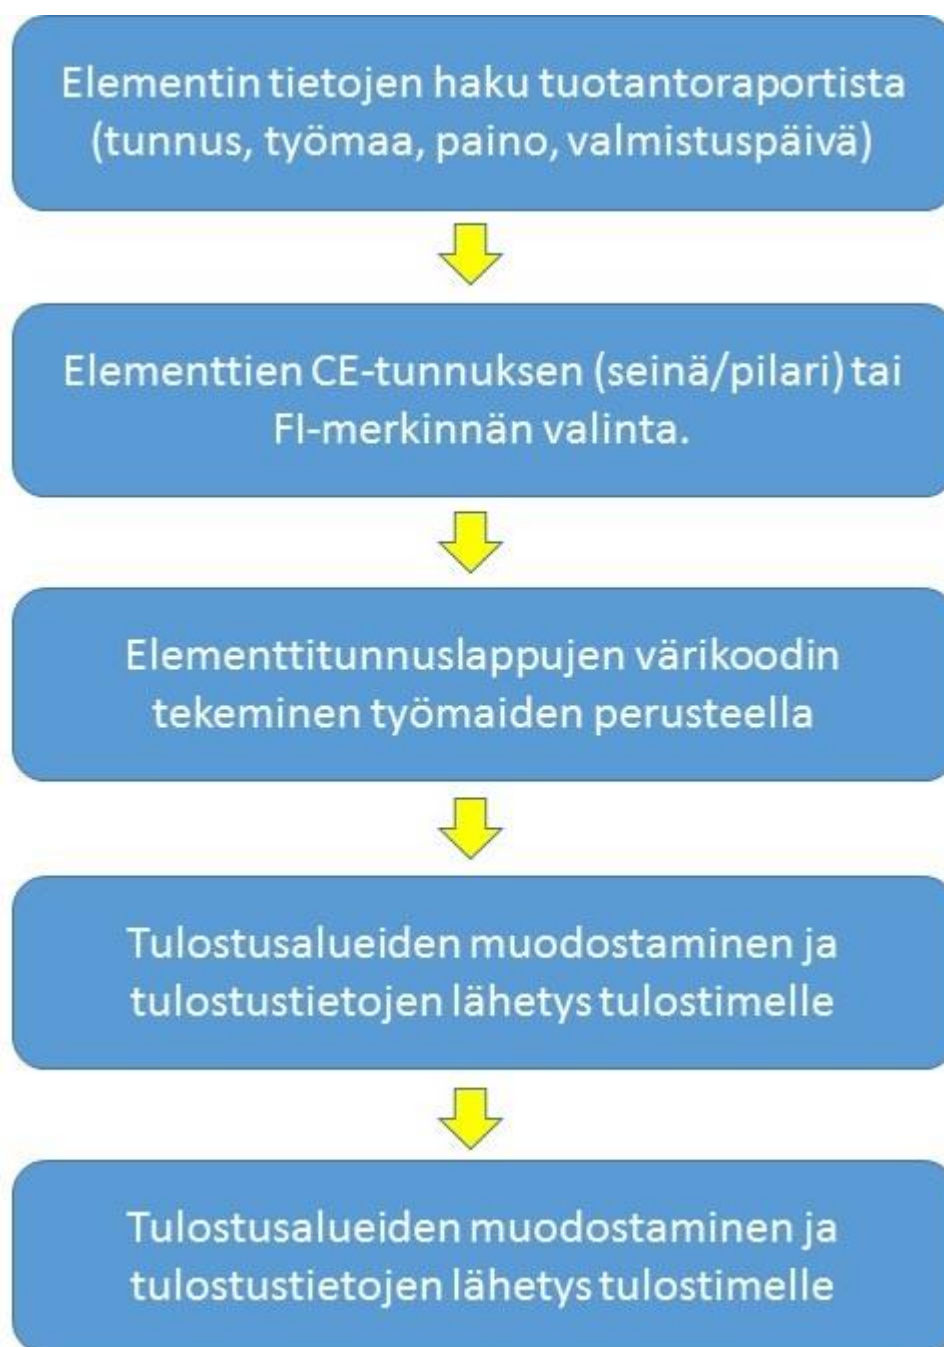 Elementin tietojen haku tuotantoraportista
(tunnus, työmaa, paino, valmistuspäivä)
Elementtien CE-tunnuksen (seinä/pilari) tai
FI-merkinnän valinta.
Elementtitunnuslappujen värikoodin
tekeminen työmaiden perusteella
Tulostusalueiden muodostaminen ja
tulostustietojen lähetys tulostimelle
Tulostusalueiden muodostaminen ja
tulostustietojen lähetys tulostimelle